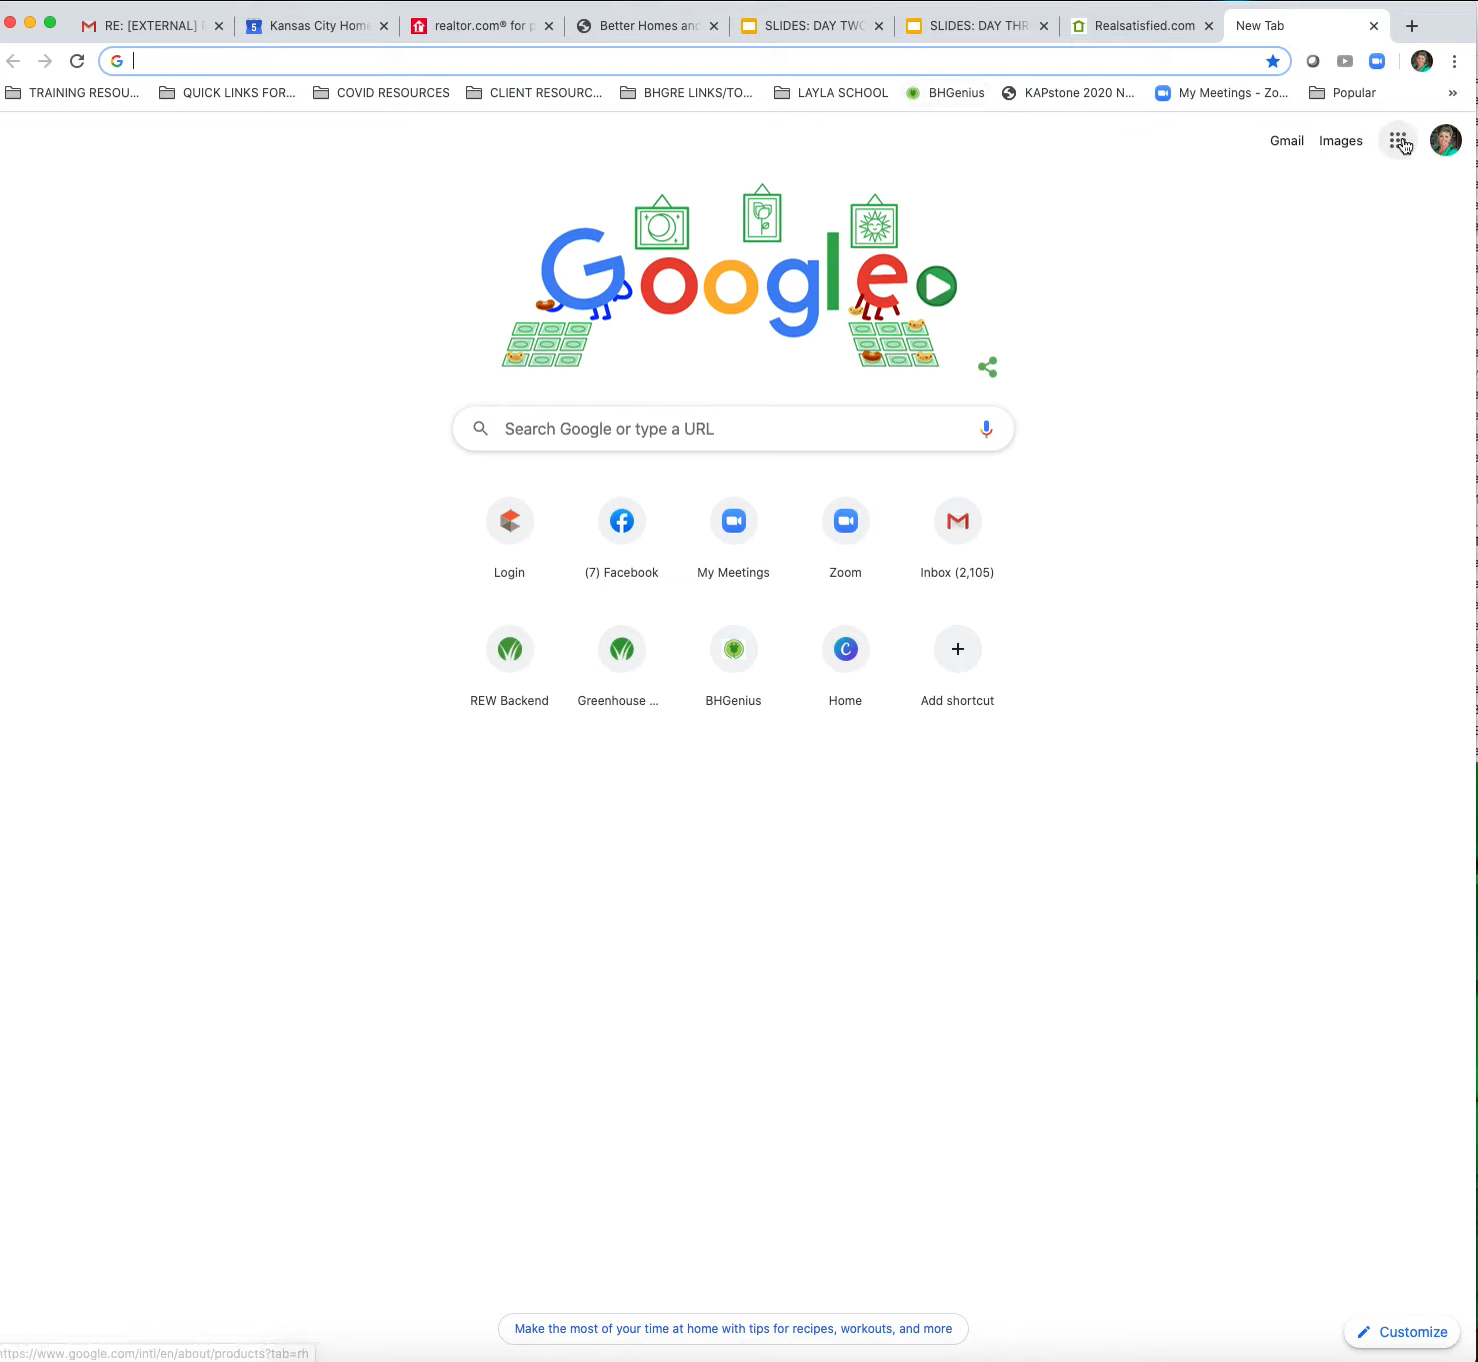 RE: [EXTERNAL]
Kansas City Home
realtor.com® for p
Better Homes and
SLIDES: DAY TWO
SLIDES: DAY THR
Realsatisfied.com
New Tab
TRAINING RESOU...
QUICK LINKS FOR...
COVID RESOURCES
CLIENT RESOURC...
BHGRE LINKS/TO...
LAYLA SCHOOL
BHGenius
KAPstone 2020 N...
My Meetings - Zo...
Popular
»
Gmail
Images
Google
Search Google or type a URL
Login
(7) Facebook
My Meetings
Zoom
Inbox (2,105)
REW Backend
Greenhouse ...
BHGenius
Home
Add shortcut
Make the most of your time at home with tips for recipes, workouts, and more
Customize
https://www.google.com/intl/en/about/products?tab=rh